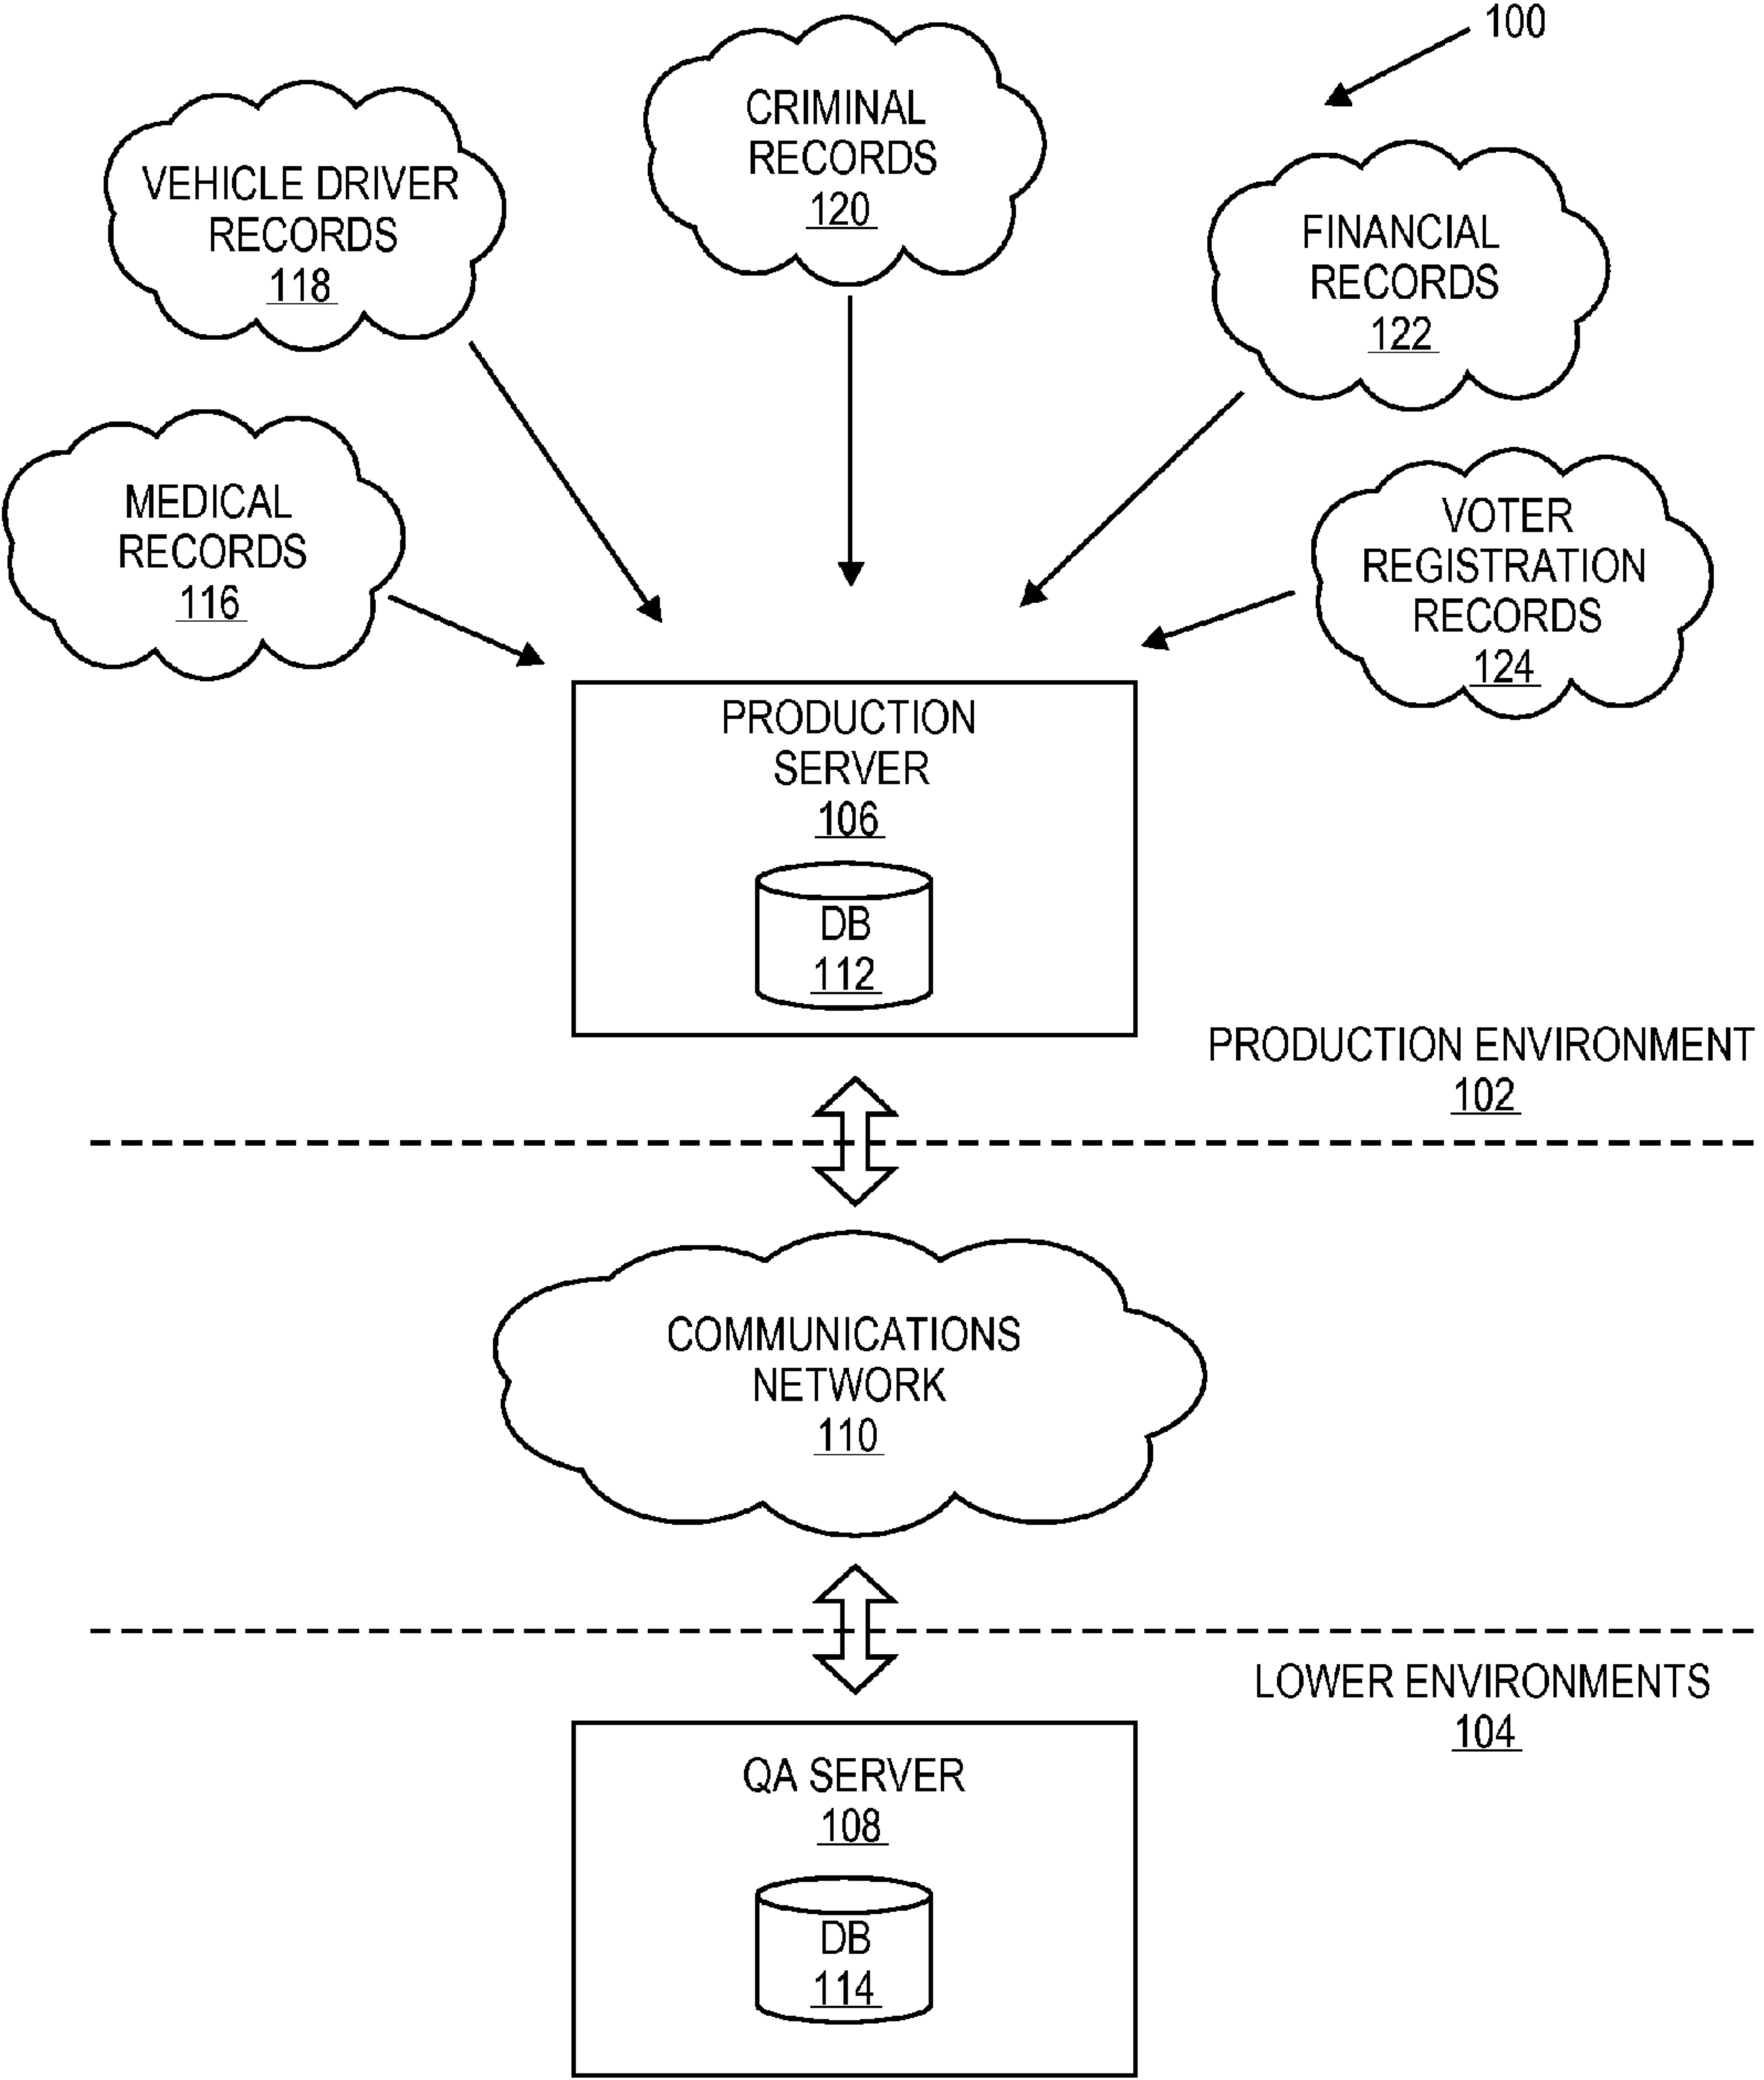 100
CRIMINAL
RECORDS
120
VEHICLE DRIVER
RECORDS
118
FINANCIAL
RECORDS
122
MEDICAL
RECORDS
116
VOTER
REGISTRATION
RECORDS
124
PRODUCTION
SERVER
106
DB
112
PRODUCTION ENVIRONMENT
102
COMMUNICATIONS
NETWORK
110
LOWER ENVIRONMENTS
104
QA SERVER
108
DB
114